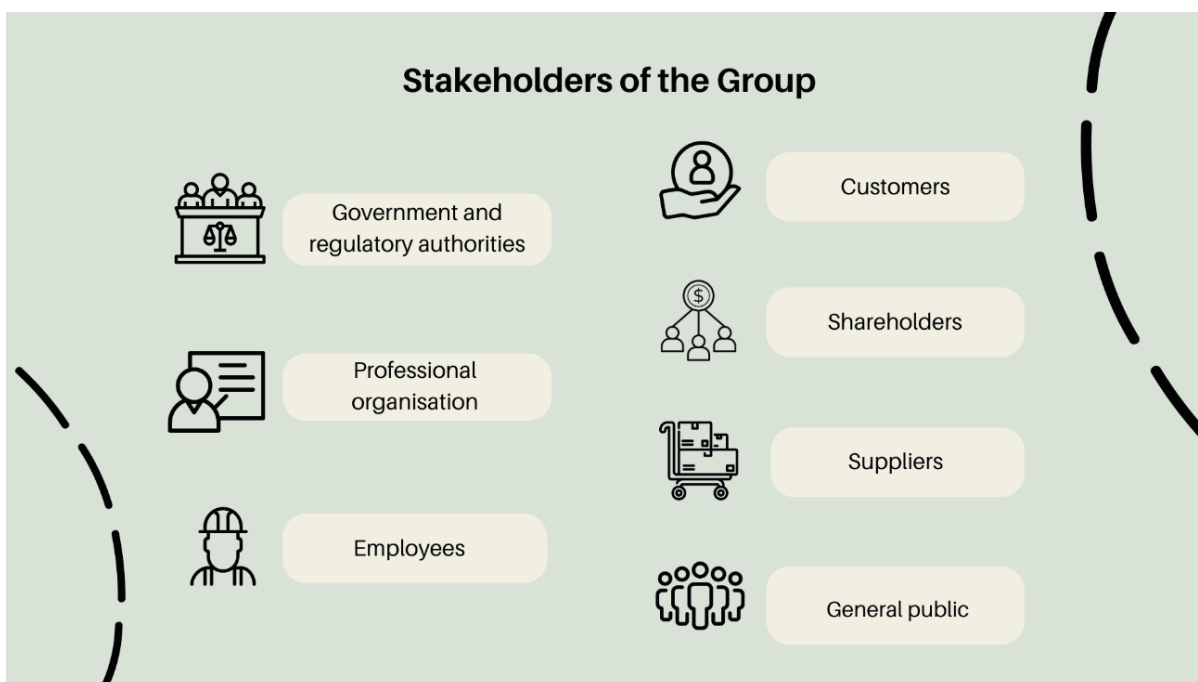 Stakeholders of the Group
Government and
regulatory authorities
Professional
organisation
Employees
Customers
$
Shareholders
Suppliers
General public